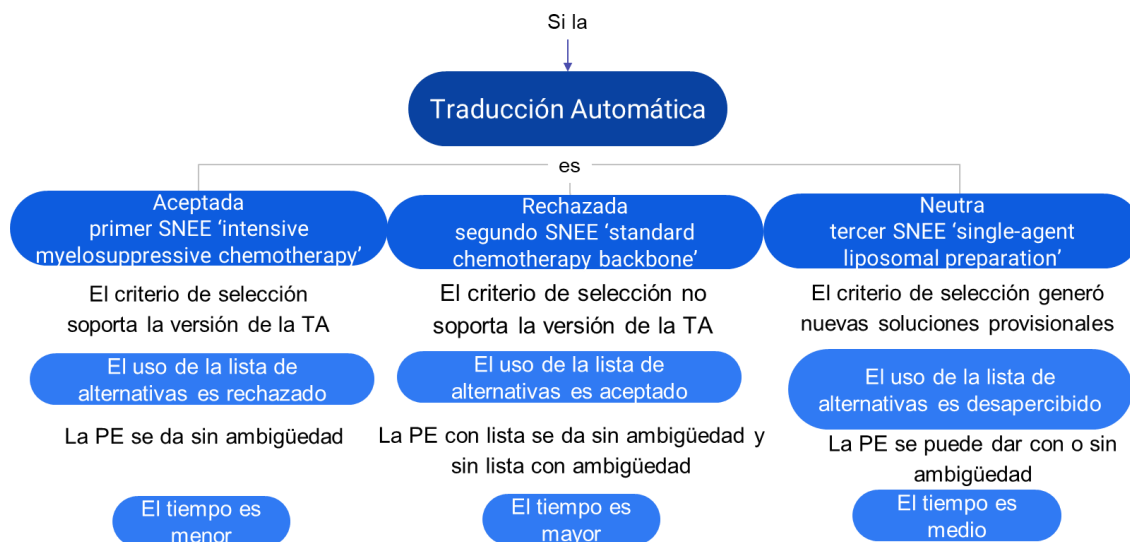 Si la
Traducción Automática
es
Aceptada
primer SNEE ‘intensive
myelosuppressive chemotherapy’
El criterio de selección
soporta la versión de la TA
El uso de la lista de
alternativas es rechazado
La PE se da sin ambigüedad
El tiempo es
menor
Rechazada
segundo SNEE ‘standard
chemotherapy backbone’
El criterio de selección no
soporta la versión de la TA
El uso de la lista de
alternativas es aceptado
La PE con lista se da sin ambigüedad y
sin lista con ambigüedad
El tiempo es
mayor
Neutra
tercer SNEE ‘single-agent
liposomal preparation’
El criterio de selección generó
nuevas soluciones provisionales
El uso de la lista de
alternativas es desapercibido
La PE se puede dar con o sin
ambigüedad
El tiempo es
medio